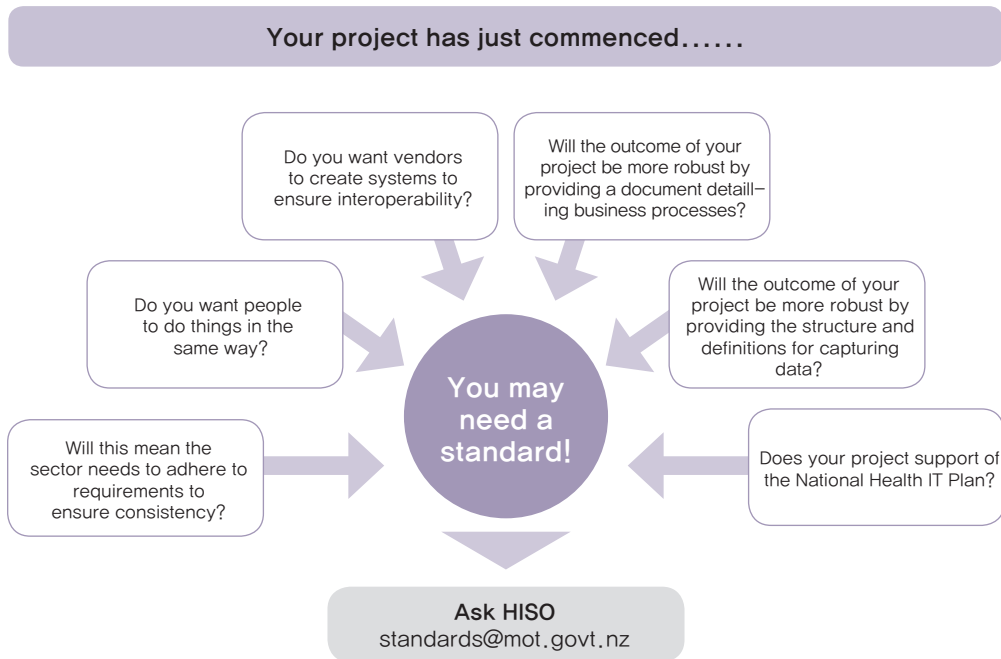 Your project has just commenced......
Do you want vendors
to create systems to
ensure interoperability?
Will the outcome of your
project be more robust by
providing a document detaill-
ing business processes?
Do you want people
to do things in the
same way?
Will the outcome of your
project be more robust by
providing the structure and
definitions for capturing
data?
You may
need a
standard!
Will this mean the
sector needs to adhere to
requirements to
ensure consistency?
Does your project support of
the National Health IT Plan?
Ask HISO
standards@mot.govt.nz